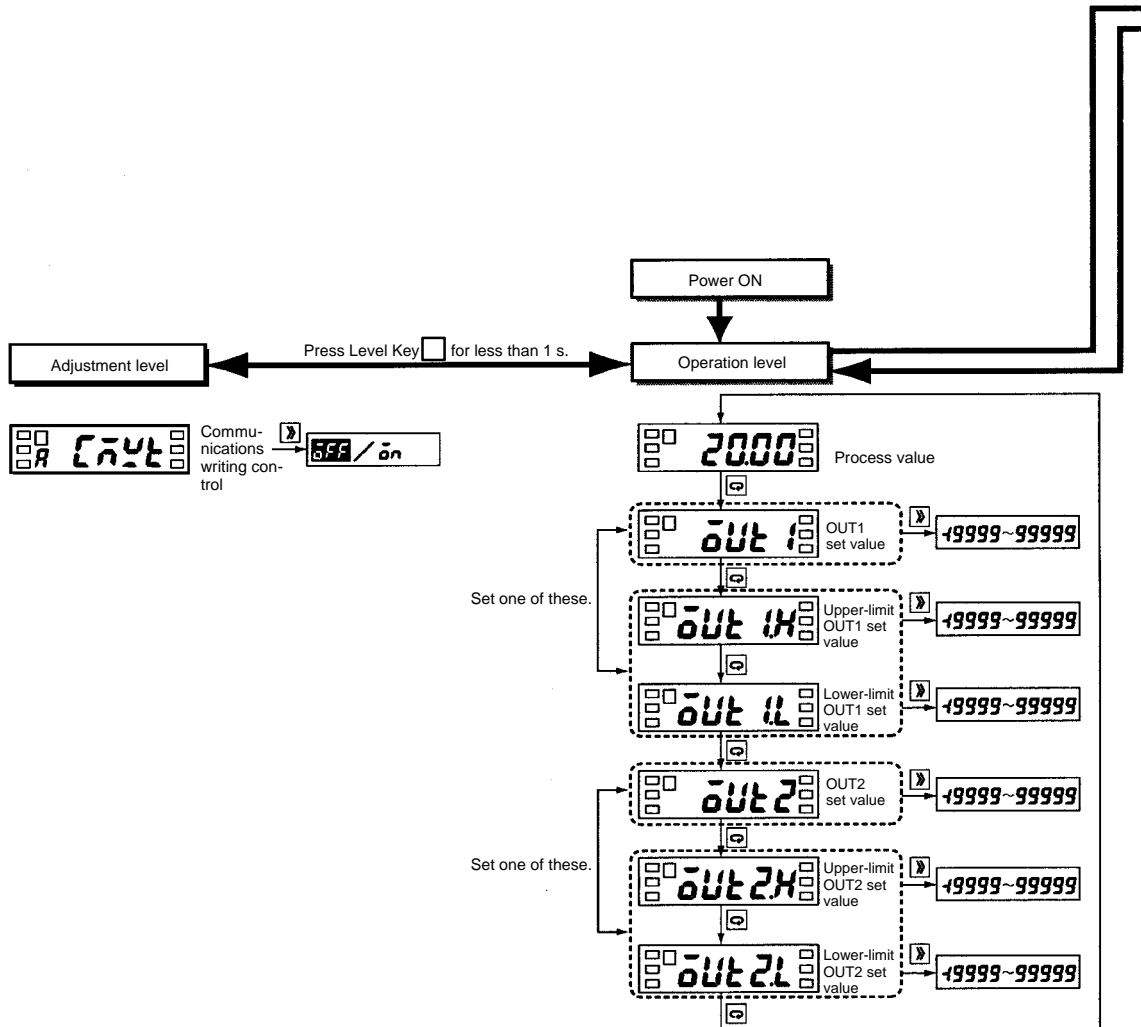 Power ON
Adjustment level
Press Level Key for less than 1 s.
Operation level
A CMWt
Commu-
nications
writing con-
trol
oFF / on
20.00
Process value
oUt 1
OUT1
set value
-19999~99999
Set one of these.
oUt 1.H
Upper-limit
OUT1 set
value
-19999~99999
oUt 1.L
Lower-limit
OUT1 set
value
-19999~99999
oUt 2
OUT2
set value
-19999~99999
Set one of these.
oUt 2.H
Upper-limit
OUT2 set
value
-19999~99999
oUt 2.L
Lower-limit
OUT2 set
value
-19999~99999